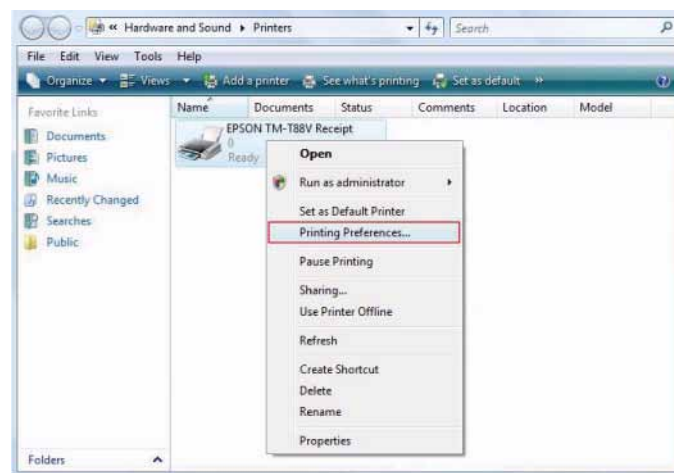 « Hardware and Sound ▸ Printers
Search
File Edit View Tools Help
Organize Views Add a printer See what's printing Set as default »
Favorite Links
Documents
Pictures
Music
Recently Changed
Searches
Public
Folders
Name Documents Status Comments Location Model
EPSON TM-T88V Receipt
0
Ready
Open
Run as administrator
Set as Default Printer
Printing Preferences...
Pause Printing
Sharing...
Use Printer Offline
Refresh
Create Shortcut
Delete
Rename
Properties